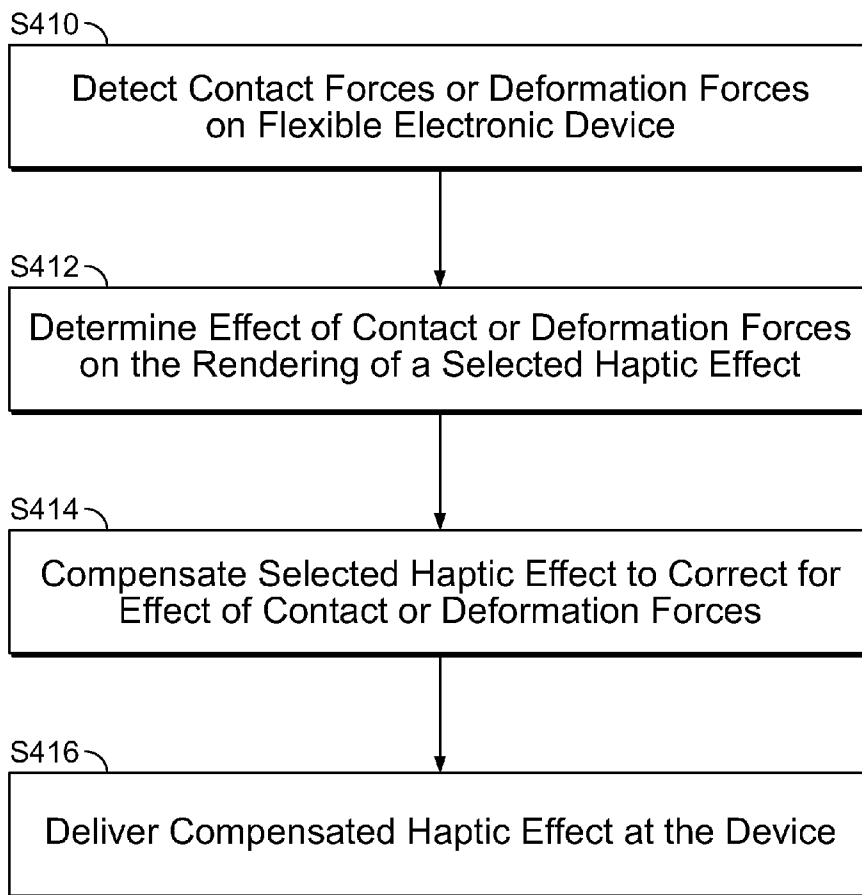 S410
Detect Contact Forces or Deformation Forces
on Flexible Electronic Device
S412
Determine Effect of Contact or Deformation Forces
on the Rendering of a Selected Haptic Effect
S414
Compensate Selected Haptic Effect to Correct for
Effect of Contact or Deformation Forces
S416
Deliver Compensated Haptic Effect at the Device